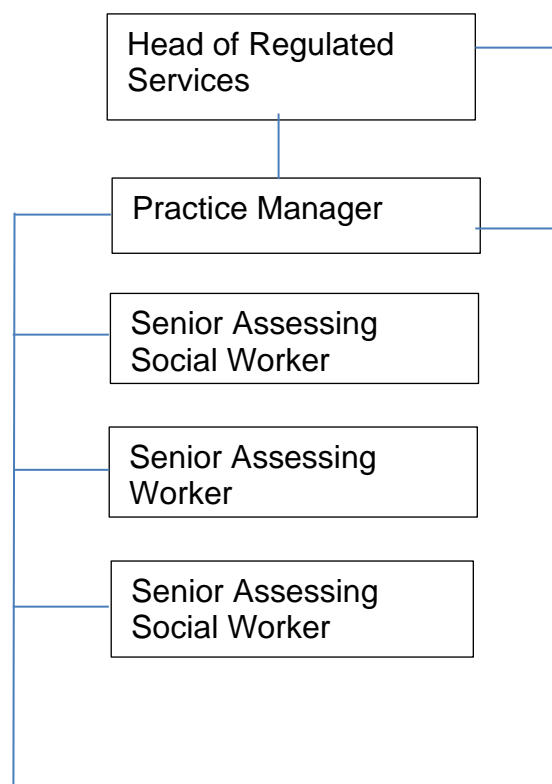 Head of Regulated
Services
Practice Manager
Senior Assessing
Social Worker
Senior Assessing
Worker
Senior Assessing
Social Worker